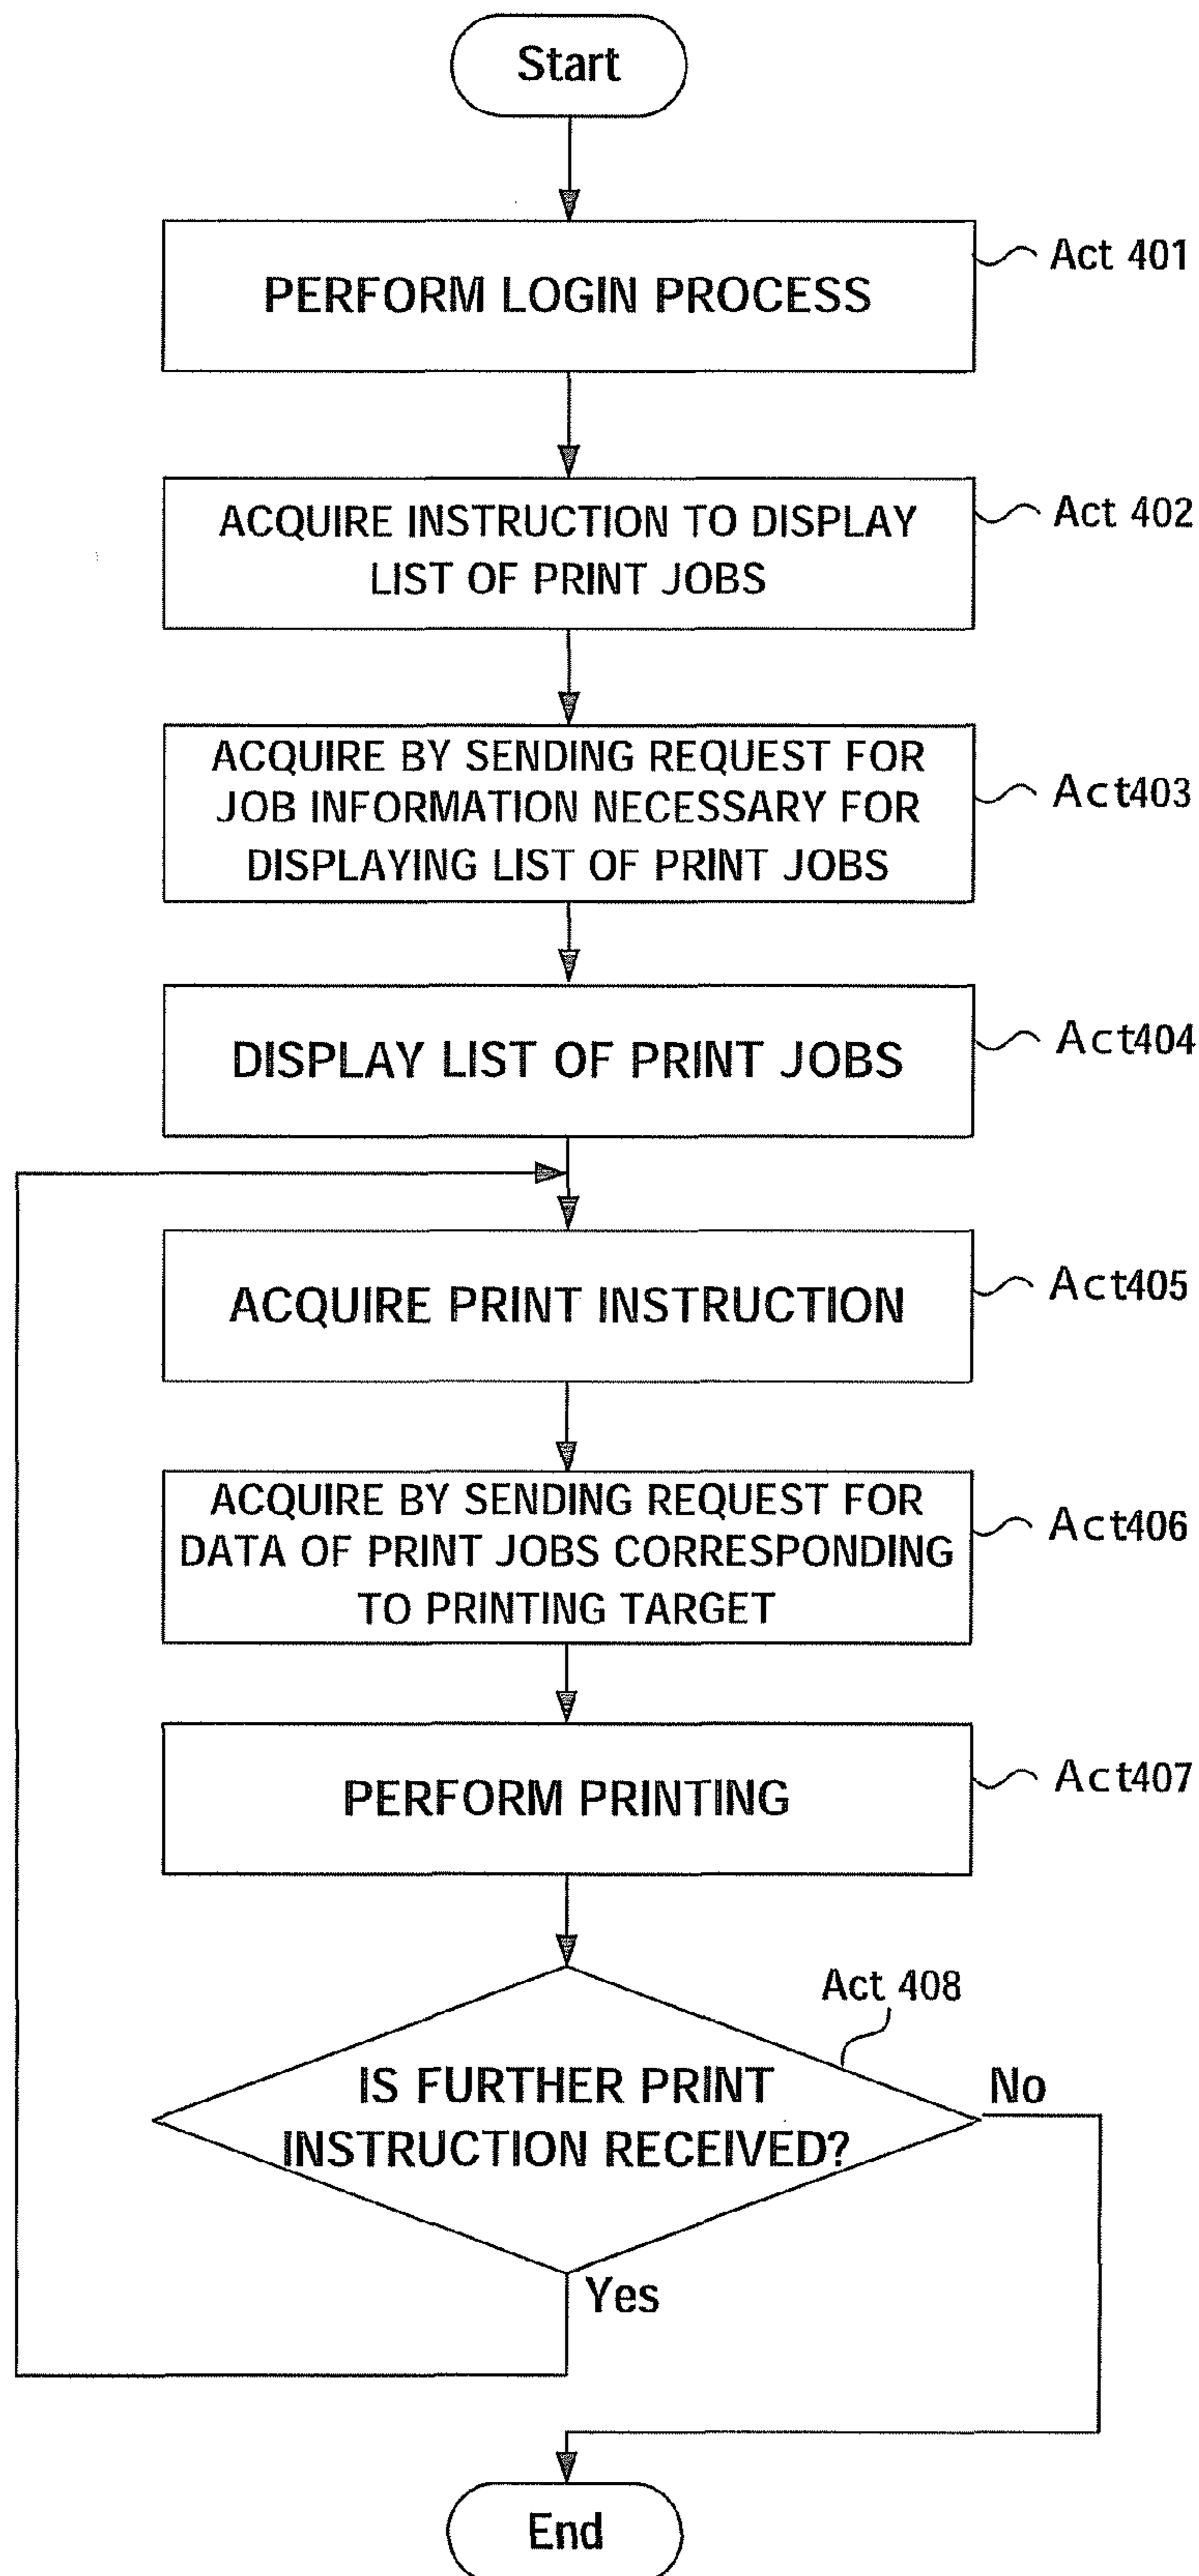 Start
PERFORM LOGIN PROCESS
Act 401
ACQUIRE INSTRUCTION TO DISPLAY
LIST OF PRINT JOBS
Act 402
ACQUIRE BY SENDING REQUEST FOR
JOB INFORMATION NECESSARY FOR
DISPLAYING LIST OF PRINT JOBS
Act403
DISPLAY LIST OF PRINT JOBS
Act404
ACQUIRE PRINT INSTRUCTION
Act405
ACQUIRE BY SENDING REQUEST FOR
DATA OF PRINT JOBS CORRESPONDING
TO PRINTING TARGET
Act406
PERFORM PRINTING
Act407
Act 408
IS FURTHER PRINT
INSTRUCTION RECEIVED?
No
Yes
End